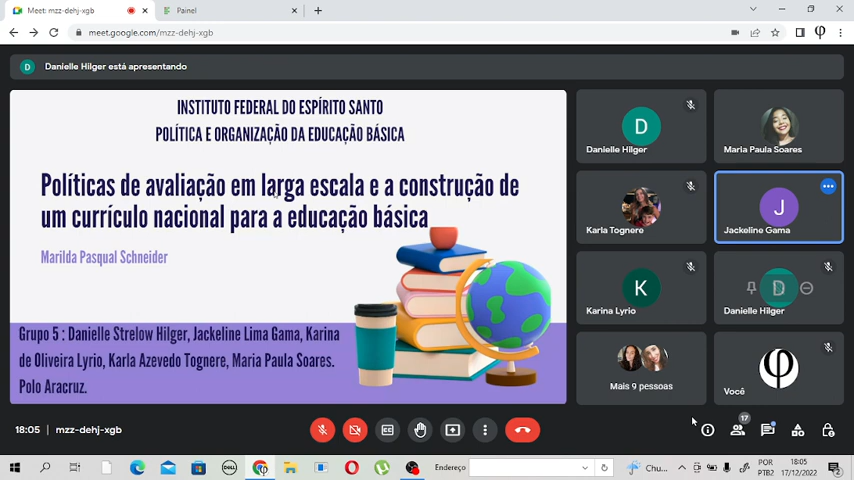 Meet: mzz-dehj-xgb
Painel
meet.google.com/mzz-dehj-xgb
D
Danielle Hilger está apresentando
INSTITUTO FEDERAL DO ESPÍRITO SANTO
POLÍTICA E ORGANIZAÇÃO DA EDUCAÇÃO BÁSICA
Políticas de avaliação em larga escala e a construção de
um currículo nacional para a educação básica
Marilda Pasqual Schneider
Grupo 5 : Danielle Strelow Hilger, Jackeline Lima Gama, Karina
de Oliveira Lyrio, Karla Azevedo Tognere, Maria Paula Soares.
Polo Aracruz.
D
Danielle Hilger
Maria Paula Soares
Karla Tognere
J
Jackeline Gama
K
Karina Lyrio
D
Danielle Hilger
Mais 9 pessoas
Você
18:05
mzz-dehj-xgb
17
DELL
Endereço
Chu...
POR
PTB2
18:05
17/12/2022
2